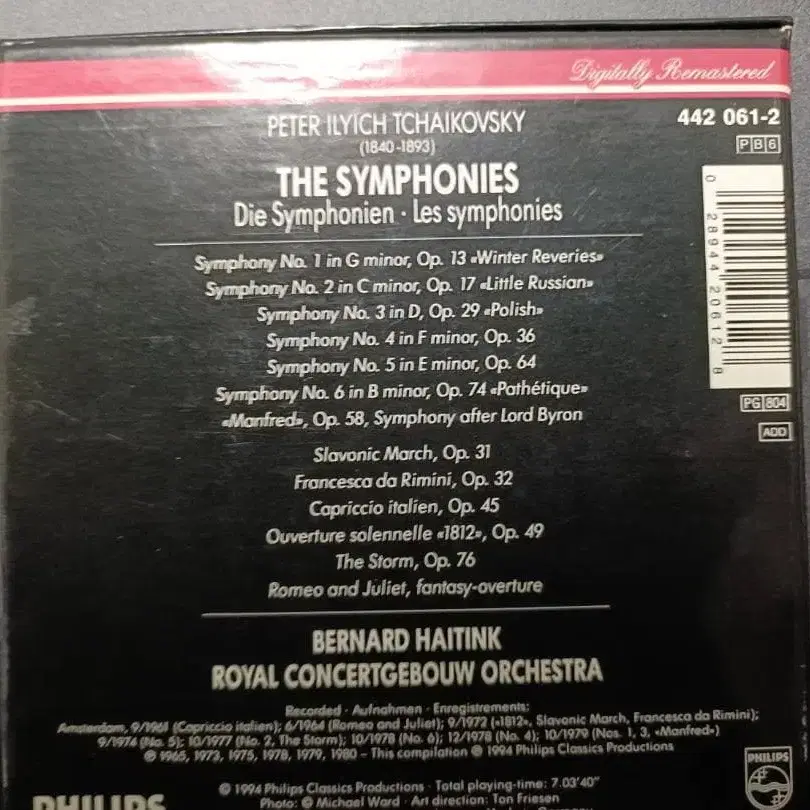 Digitally Remastered
PETER ILYICH TCHAIKOVSKY
(1840-1893)
442 061-2
PB6
THE SYMPHONIES
Die Symphonien · Les symphonies
0 28944 20612 8
Symphony No. 1 in G minor, Op. 13 «Winter Reveries»
Symphony No. 2 in C minor, Op. 17 «Little Russian»
Symphony No. 3 in D, Op. 29 «Polish»
Symphony No. 4 in F minor, Op. 36
Symphony No. 5 in E minor, Op. 64
Symphony No. 6 in B minor, Op. 74 «Pathétique»
«Manfred», Op. 58, Symphony after Lord Byron
PG 804
ADD
Slavonic March, Op. 31
Francesca da Rimini, Op. 32
Capriccio italien, Op. 45
Ouverture solennelle «1812», Op. 49
The Storm, Op. 76
Romeo and Juliet, fantasy-overture
BERNARD HAITINK
ROYAL CONCERTGEBOUW ORCHESTRA
Recorded · Aufnahmen · Enregistrements:
Amsterdam, 9/1961 (Capriccio italien); 6/1964 (Romeo and Juliet); 9/1972 («1812», Slavonic March, Francesca da Rimini);
9/1974 (No. 5); 10/1977 (No. 2, The Storm); 10/1978 (No. 6); 12/1978 (No. 4); 10/1979 (Nos. 1, 3, «Manfred»)
℗ 1965, 1973, 1975, 1978, 1979, 1980 – This compilation ℗ 1994 Philips Classics Productions
© 1994 Philips Classics Productions · Total playing-time: 7.03'40"
Photo: © Michael Ward · Art direction: Ton Friesen
PHILIPS
PHILIPS